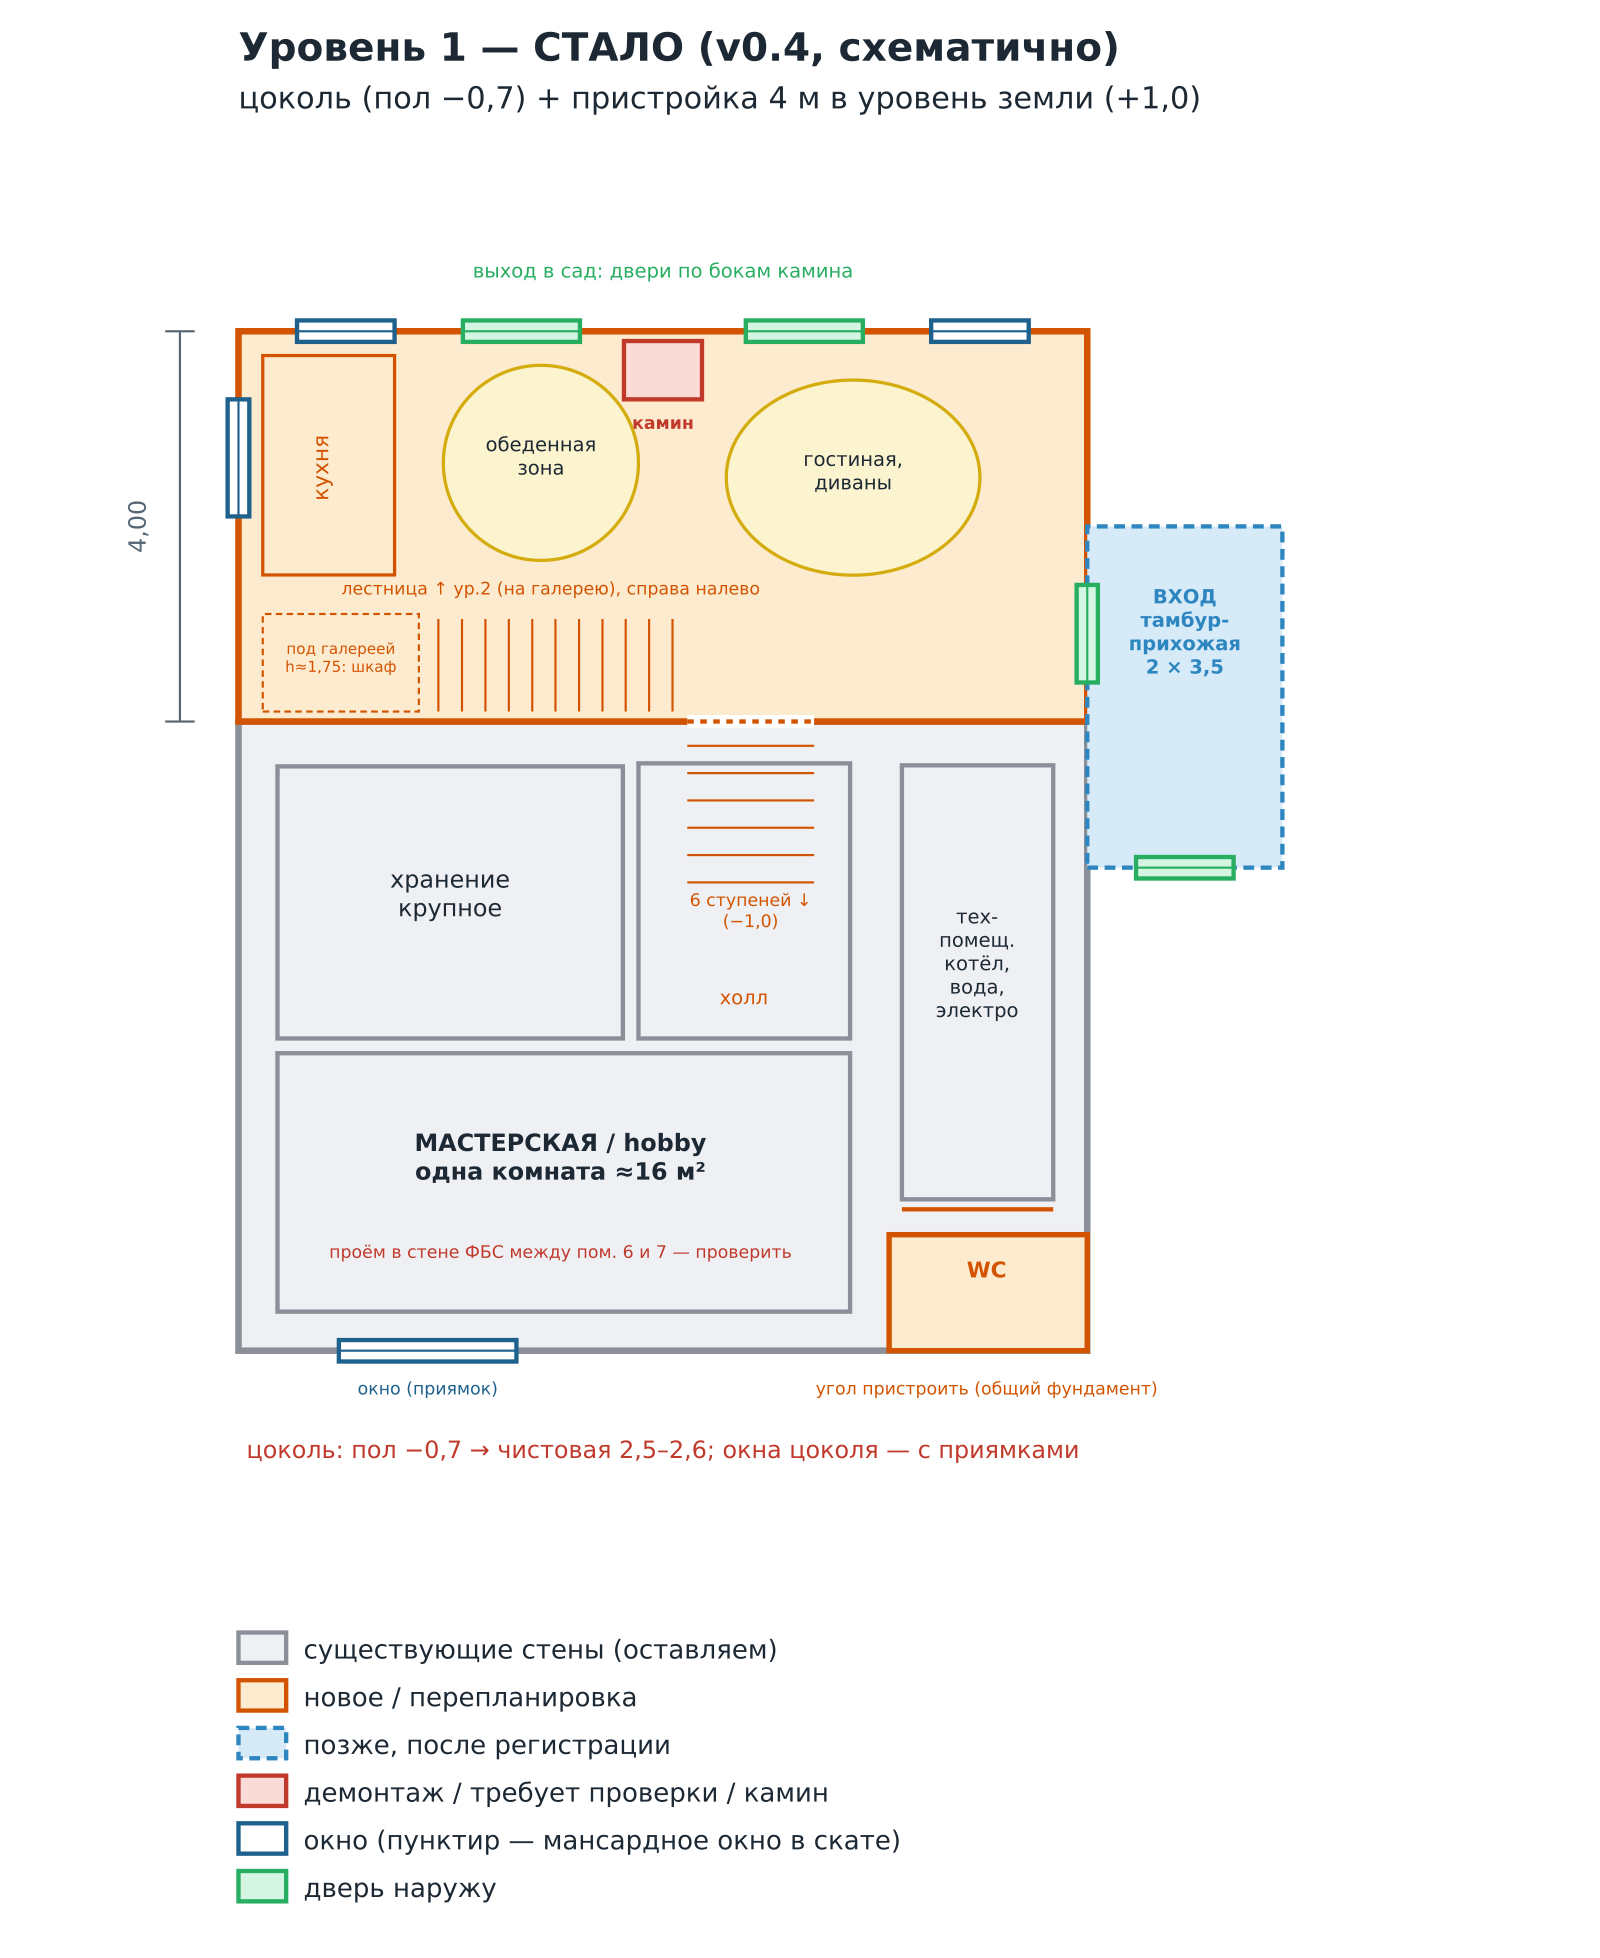 Уровень 1 — СТАЛО (v0.4, схематично)
цоколь (пол −0,7) + пристройка 4 м в уровень земли (+1,0)
выход в сад: двери по бокам камина
4,00
кухня
обеденная
зона
камин
гостиная,
диваны
лестница ↑ ур.2 (на галерею), справа налево
под галереей
h≈1,75: шкаф
ВХОД
тамбур-
прихожая
2 × 3,5
хранение
крупное
6 ступеней ↓
(−1,0)
холл
тех-
помещ.
котёл,
вода,
электро
МАСТЕРСКАЯ / hobby
одна комната ≈16 м²
проём в стене ФБС между пом. 6 и 7 — проверить
WC
окно (приямок)
угол пристроить (общий фундамент)
цоколь: пол −0,7 → чистовая 2,5–2,6; окна цоколя — с приямками
существующие стены (оставляем)
новое / перепланировка
позже, после регистрации
демонтаж / требует проверки / камин
окно (пунктир — мансардное окно в скате)
дверь наружу